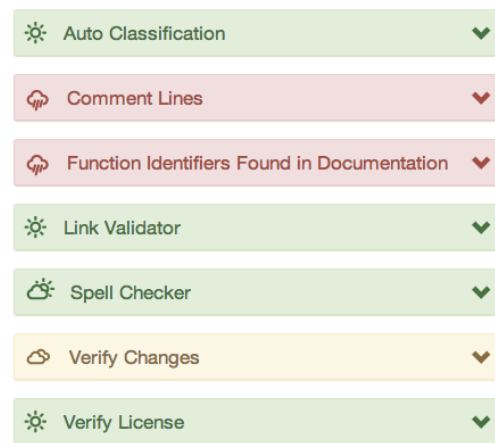 Auto Classification
Comment Lines
Function Identifiers Found in Documentation
Link Validator
Spell Checker
Verify Changes
Verify License